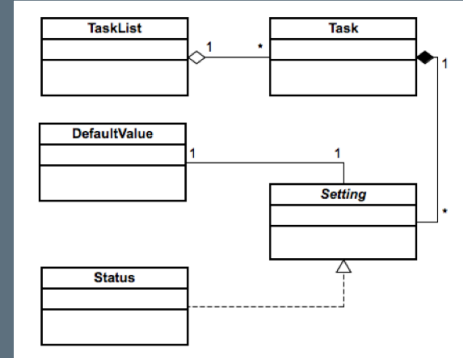 TaskList
Task
1
*
1
DefaultValue
1
1
Setting
*
Status